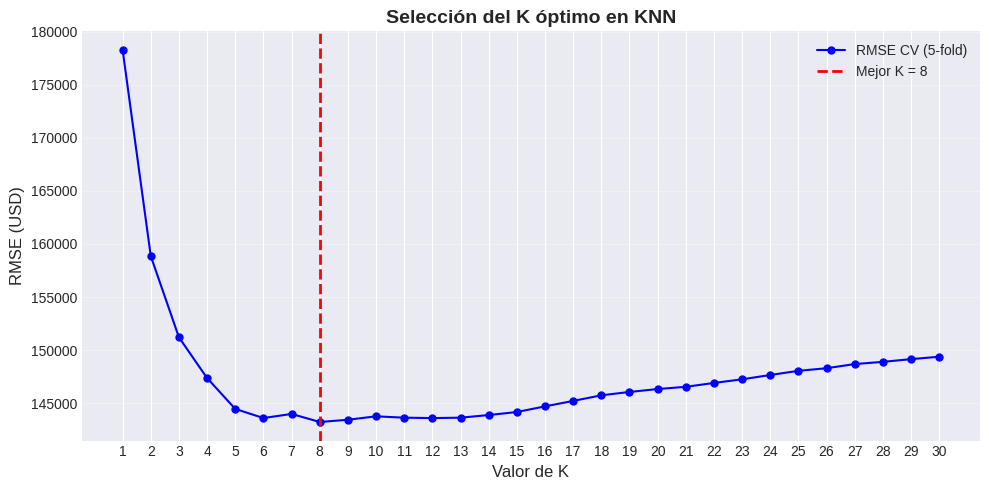 Selección del K óptimo en KNN
RMSE CV (5-fold)
Mejor K = 8
RMSE (USD)
180000
175000
170000
165000
160000
155000
150000
145000
1 2 3 4 5 6 7 8 9 10 11 12 13 14 15 16 17 18 19 20 21 22 23 24 25 26 27 28 29 30
Valor de K